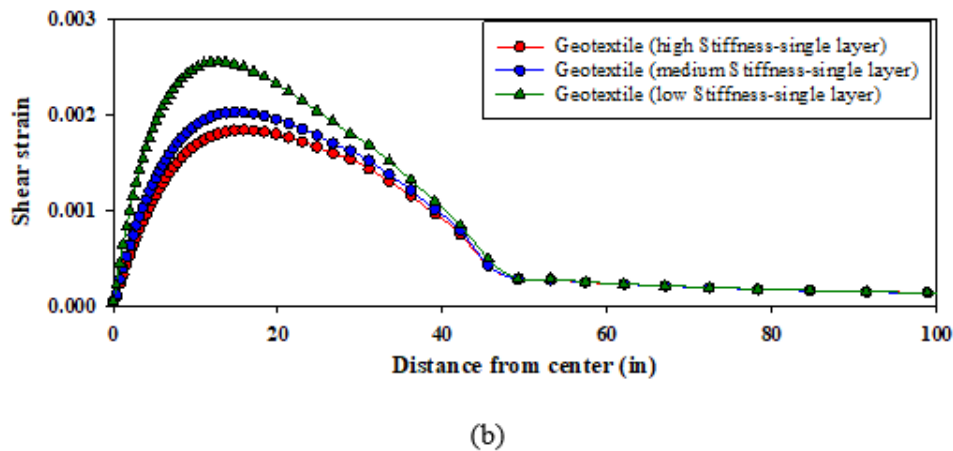 0.003
0.002
0.001
0.000
Shear strain
Geotextile (high Stiffness-single layer)
Geotextile (medium Stiffness-single layer)
Geotextile (low Stiffness-single layer)
0 20 40 60 80 100
Distance from center (in)
(b)